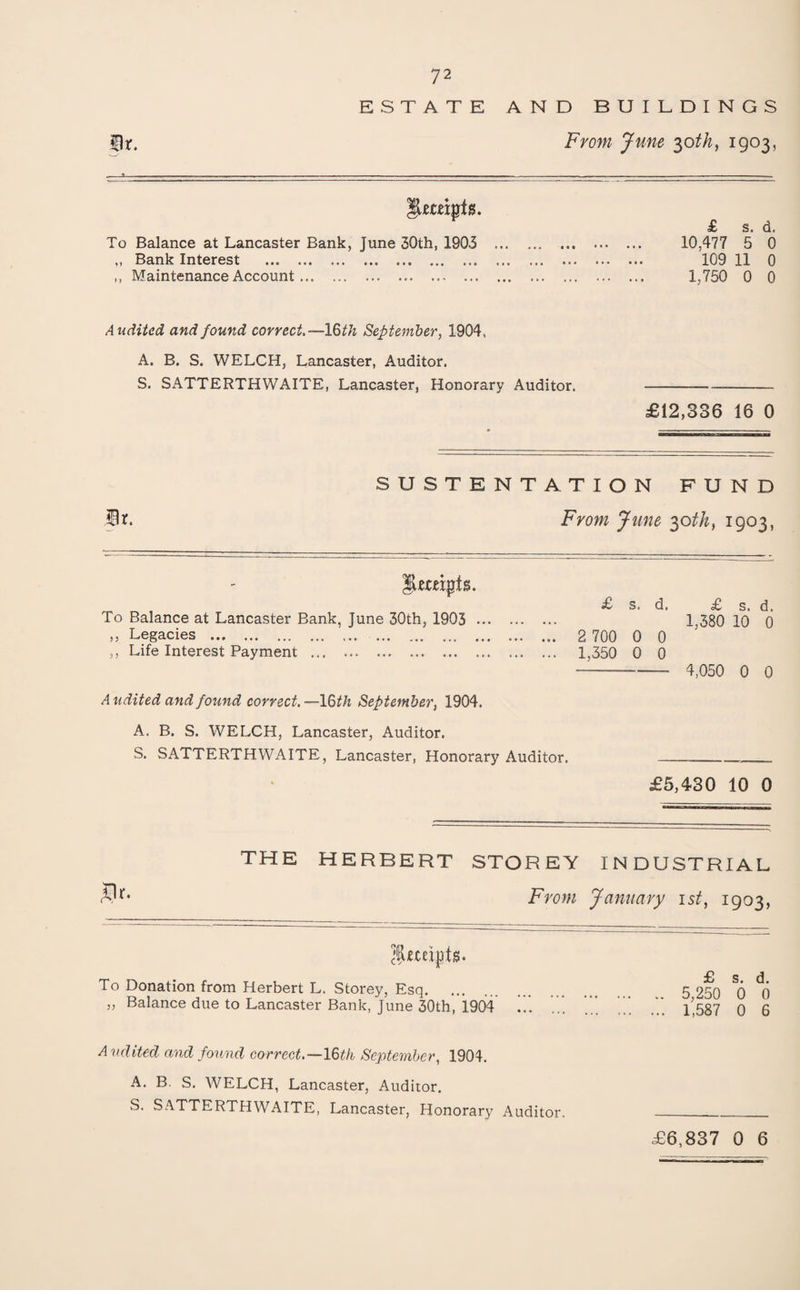 72
ESTATE AND BUILDINGS
Dr. From June 30th, 1903,
Receipts.
£ s. d.
To Balance at Lancaster Bank, June 30th, 1903 ... ... ... ... ... 10,477 5 0
,, Bank Interest ... ... ... ... ... ... ... ... ... ... ... ... 109 11 0
,, Maintenance Account ... ... ... ... ... ... ... ... ... ... ... 1,750 0 0
Audited and found correct.—16th September, 1904,
A. B. S. WELCH, Lancaster, Auditor.
S. SATTERTHWAITE, Lancaster, Honorary Auditor.
£12,336 16 0
SUSTENTATION FUND
Dr. From June 30th, 1903,
Receipts.
£ s. d. £ s. d.
To Balance at Lancaster Bank, June 30th, 1903 ... ... ... 1,380 10 0
,, Legacies ... ... ... ... ... ... ... ... ... ... ... 2 700 0 0
,, Life Interest Payment ... ... ... ... ... ... ... ... ... 1,350 0 0
4,050 0 0
Audited and found correct.—16th September, 1904.
A. B. S. WELCH, Lancaster, Auditor.
S. SATTERTHWAITE, Lancaster, Honorary Auditor.
£5,430 10 0
THE HERBERT STOREY INDUSTRIAL
Dr. From January 1st, 1903,
Receipts.
£ s. d.
To Donation from Herbert L. Storey, Esq. ... ... ... ... ... ... ... 5,250 0 0
,, Balance due to Lancaster Bank, June 30th, 1904 ... ... ... ... ... 1,587 0 6
Audited and found correct.—16th September, 1904.
A. B. S. WELCH, Lancaster, Auditor.
S. SATTERTHWAITE, Lancaster, Honorary Auditor.
£6,837 0 6